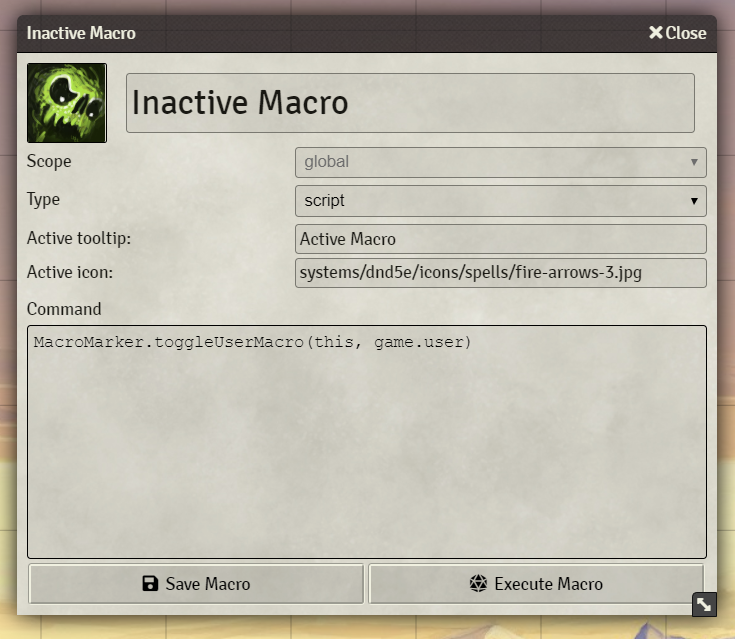 Inactive Macro
Close
Inactive Macro
Scope global
Type script
Active tooltip: Active Macro
Active icon: systems/dnd5e/icons/spells/fire-arrows-3.jpg
Command
MacroMarker.toggleUserMacro(this, game.user)
Save Macro
Execute Macro